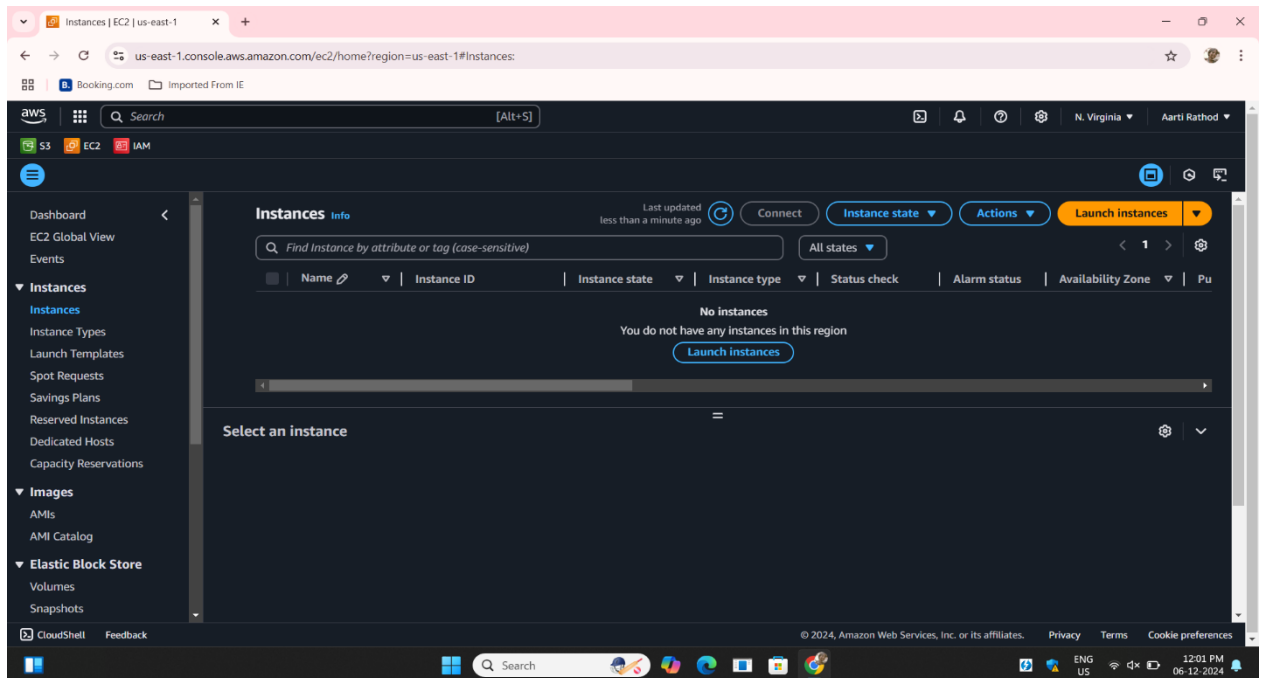 Instances | EC2 | us-east-1
us-east-1.console.aws.amazon.com/ec2/home?region=us-east-1#Instances:
B. Booking.com Imported From IE
aws Search [Alt+S] N. Virginia Aarti Rathod
S3 EC2 IAM
Dashboard
EC2 Global View
Events
Instances
Instances
Instance Types
Launch Templates
Spot Requests
Savings Plans
Reserved Instances
Dedicated Hosts
Capacity Reservations
Images
AMIs
AMI Catalog
Elastic Block Store
Volumes
Snapshots
Instances Info
Last updated
less than a minute ago
Connect Instance state Actions Launch instances
Find Instance by attribute or tag (case-sensitive) All states 1
Name Instance ID Instance state Instance type Status check Alarm status Availability Zone Pu
No instances
You do not have any instances in this region
Launch instances
Select an instance
CloudShell Feedback © 2024, Amazon Web Services, Inc. or its affiliates. Privacy Terms Cookie preferences
Search
ENG
US
12:01 PM
06-12-2024